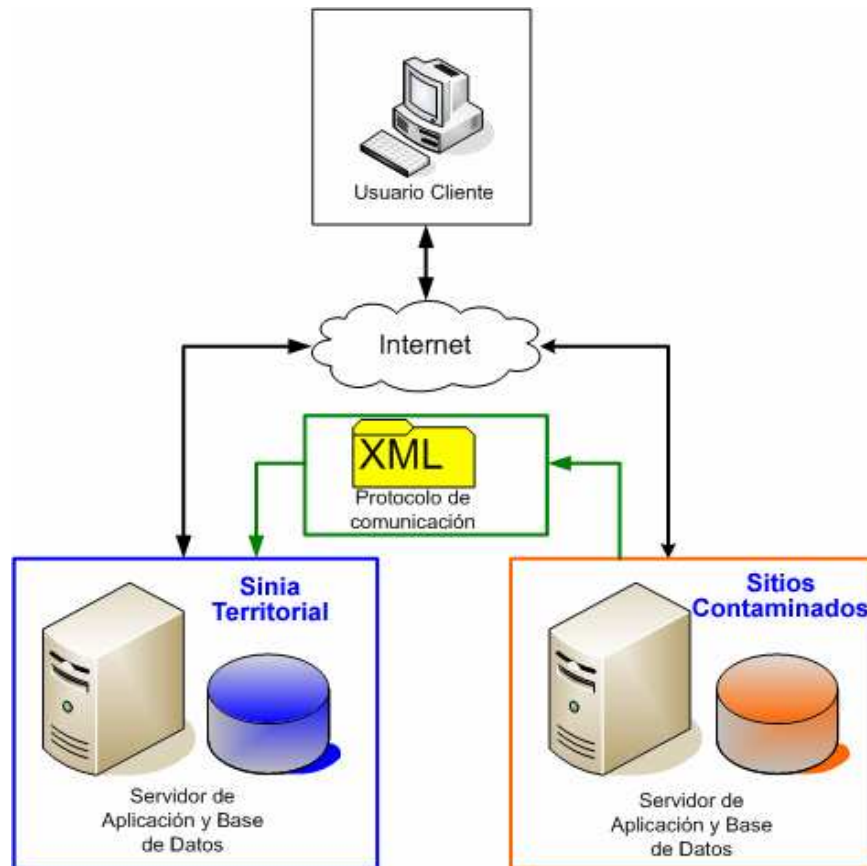 Usuario Cliente
Internet
XML
Protocolo de
comunicación
Sinia
Territorial
Servidor de
Aplicación y Base
de Datos
Sitios
Contaminados
Servidor de
Aplicación y Base
de Datos